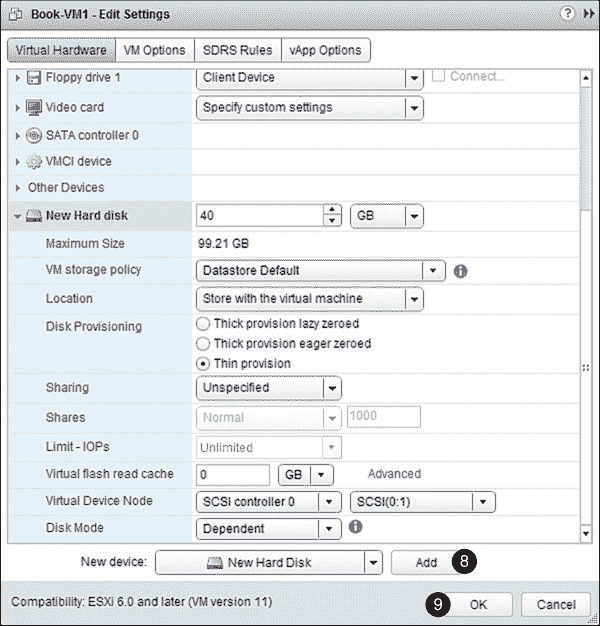 Book-VM1 - Edit Settings
Virtual Hardware VM Options SDRS Rules vApp Options
Floppy drive 1 Client Device Connect...
Video card Specify custom settings
SATA controller 0
VMCI device
Other Devices
New Hard disk 40 GB
Maximum Size 99.21 GB
VM storage policy Datastore Default
Location Store with the virtual machine
Disk Provisioning Thick provision lazy zeroed
Thick provision eager zeroed
Thin provision
Sharing Unspecified
Shares Normal 1000
Limit - IOPs Unlimited
Virtual flash read cache 0 GB Advanced
Virtual Device Node SCSI controller 0 SCSI(0:1)
Disk Mode Dependent
New device: New Hard Disk Add 8
Compatibility: ESXi 6.0 and later (VM version 11) 9 OK Cancel